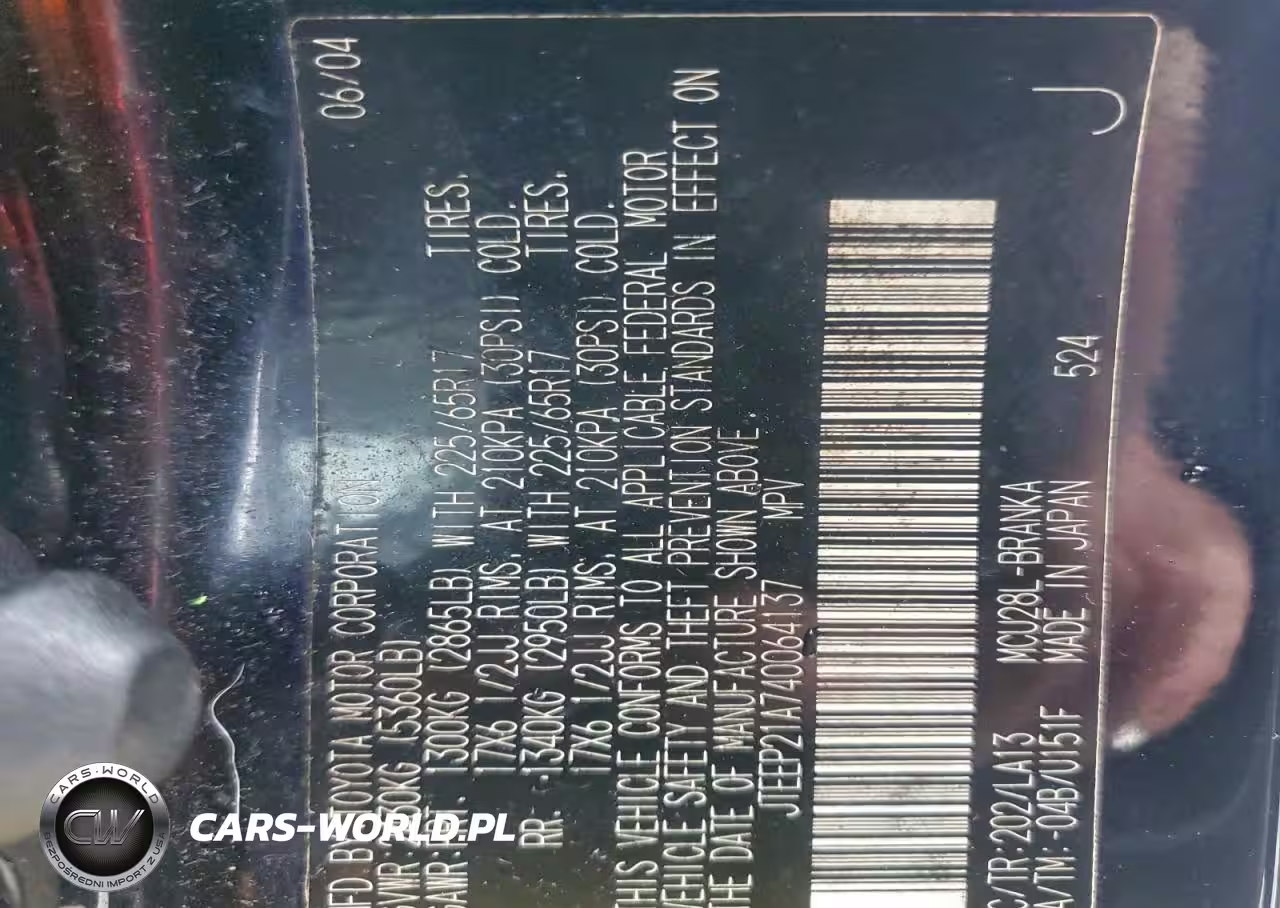 06/04
MFD BY TOYOTA MOTOR CORPORATION
GVWR: 2430KG (5360LB)
GAWR: FRT. 1300KG (2865LB) WITH 225/65R17 TIRES.
17X6 1/2JJ RIMS. AT 210KPA (30PSI) COLD.
RR. 1340KG (2950LB) WITH 225/65R17 TIRES.
17X6 1/2JJ RIMS. AT 210KPA (30PSI) COLD.
THIS VEHICLE CONFORMS TO ALL APPLICABLE FEDERAL MOTOR
VEHICLE SAFETY AND THEFT PREVENTION STANDARDS IN EFFECT ON
THE DATE OF MANUFACTURE SHOWN ABOVE
JTEEP21A740064137 MPV
C/TR:202/LA13 MCU28L-BRANKA 524
A/TM:-04B/U151F MADE IN JAPAN
J
CARS-WORLD
CW
BEZPOŚREDNI IMPORT Z USA
CARS-WORLD.PL